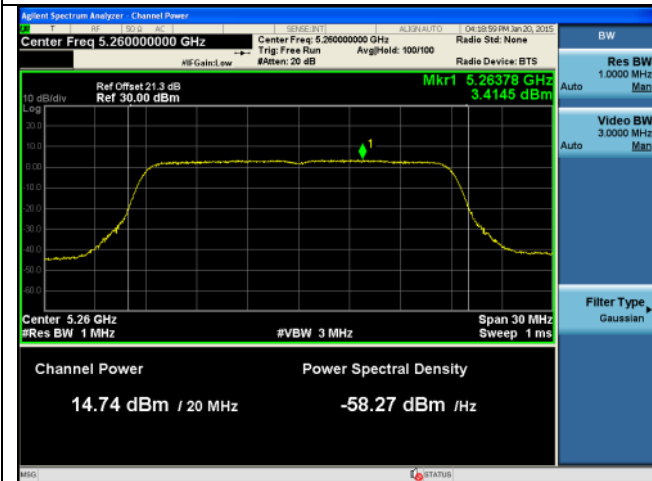 Agilent Spectrum Analyzer - Channel Power
T RF 50 Ω AC SENSE:INT ALIGN AUTO 04:18:59 PM Jan 20, 2015
Center Freq 5.260000000 GHz
Center Freq: 5.260000000 GHz
Radio Std: None
Trig: Free Run Avg|Hold: 100/100
#IFGain:Low #Atten: 20 dB Radio Device: BTS
Ref Offset 21.3 dB
10 dB/div Ref 30.00 dBm
Mkr1 5.26378 GHz
3.4145 dBm
Log
20.0
10.0
0.00
-10.0
-20.0
-30.0
-40.0
-50.0
-60.0
1
Center 5.26 GHz Span 30 MHz
#Res BW 1 MHz #VBW 3 MHz Sweep 1 ms
Channel Power Power Spectral Density
14.74 dBm / 20 MHz -58.27 dBm /Hz
MSG STATUS
BW
Res BW
1.0000 MHz
Auto Man
Video BW
3.0000 MHz
Auto Man
Filter Type
Gaussian